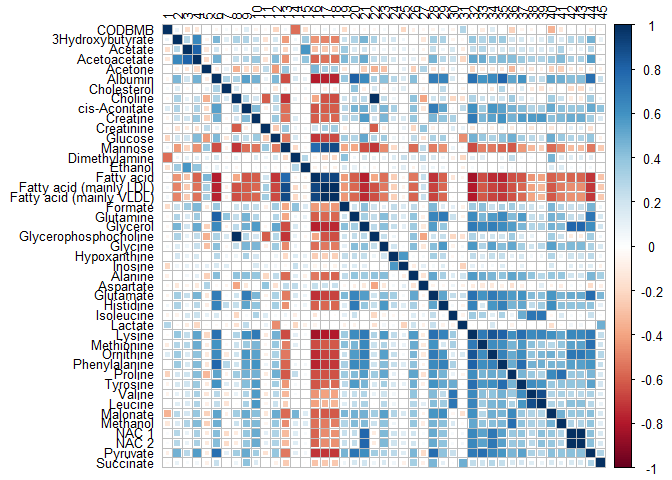 1 2 3 4 5 6 7 8 9 10 11 12 13 14 15 16 17 18 19 20 21 22 23 24 25 26 27 28 29 30 31 32 33 34 35 36 37 38 39 40 41 42 43 44 45
CODBMB
3Hydroxybutyrate
Acetate
Acetoacetate
Acetone
Albumin
Cholesterol
Choline
cis-Aconitate
Creatine
Creatinine
Glucose
Mannose
Dimethylamine
Ethanol
Fatty acid
Fatty acid (mainly LDL)
Fatty acid (mainly VLDL)
Formate
Glutamine
Glycerol
Glycerophosphocholine
Glycine
Hypoxanthine
Inosine
Alanine
Aspartate
Glutamate
Histidine
Isoleucine
Lactate
Lysine
Methionine
Ornithine
Phenylalanine
Proline
Tyrosine
Valine
Leucine
Malonate
Methanol
NAC 1
NAC 2
Pyruvate
Succinate
1
0.8
0.6
0.4
0.2
0
-0.2
-0.4
-0.6
-0.8
-1